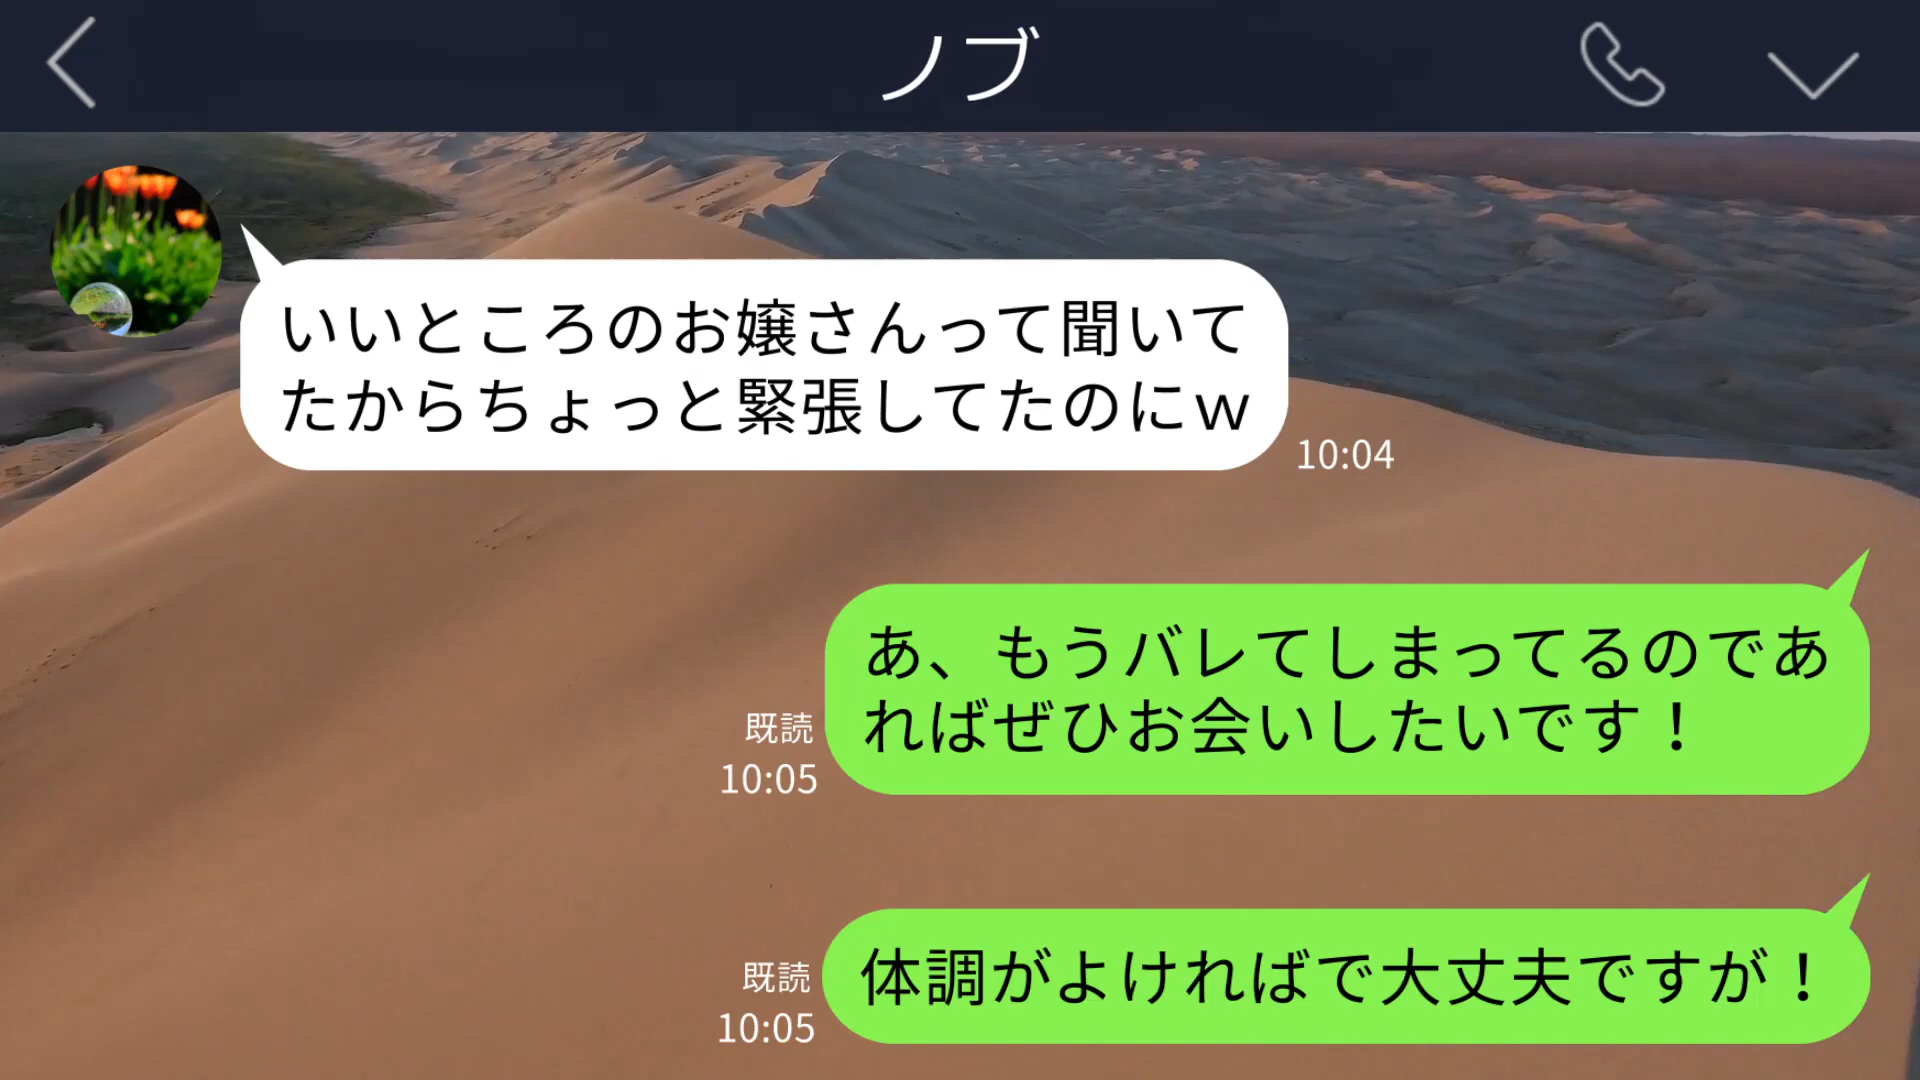 ノブ
いいところのお嬢さんって聞いて
たからちょっと緊張してたのにw
10:04
あ、もうバレてしまってるのであ
ればぜひお会いしたいです！
既読
10:05
体調がよければで大丈夫ですが！
既読
10:05